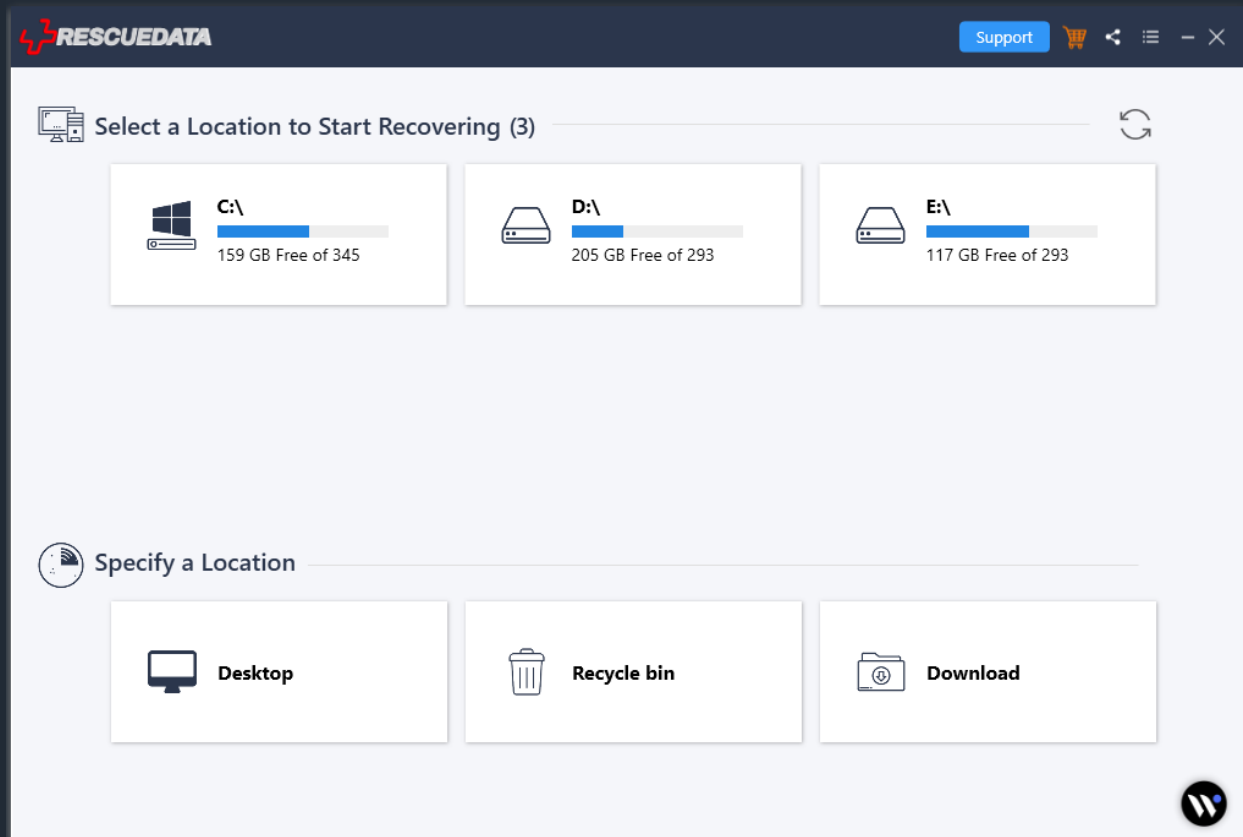 RESCUEDATA
Support
Select a Location to Start Recovering (3)
C:\
159 GB Free of 345
D:\
205 GB Free of 293
E:\
117 GB Free of 293
Specify a Location
Desktop
Recycle bin
Download